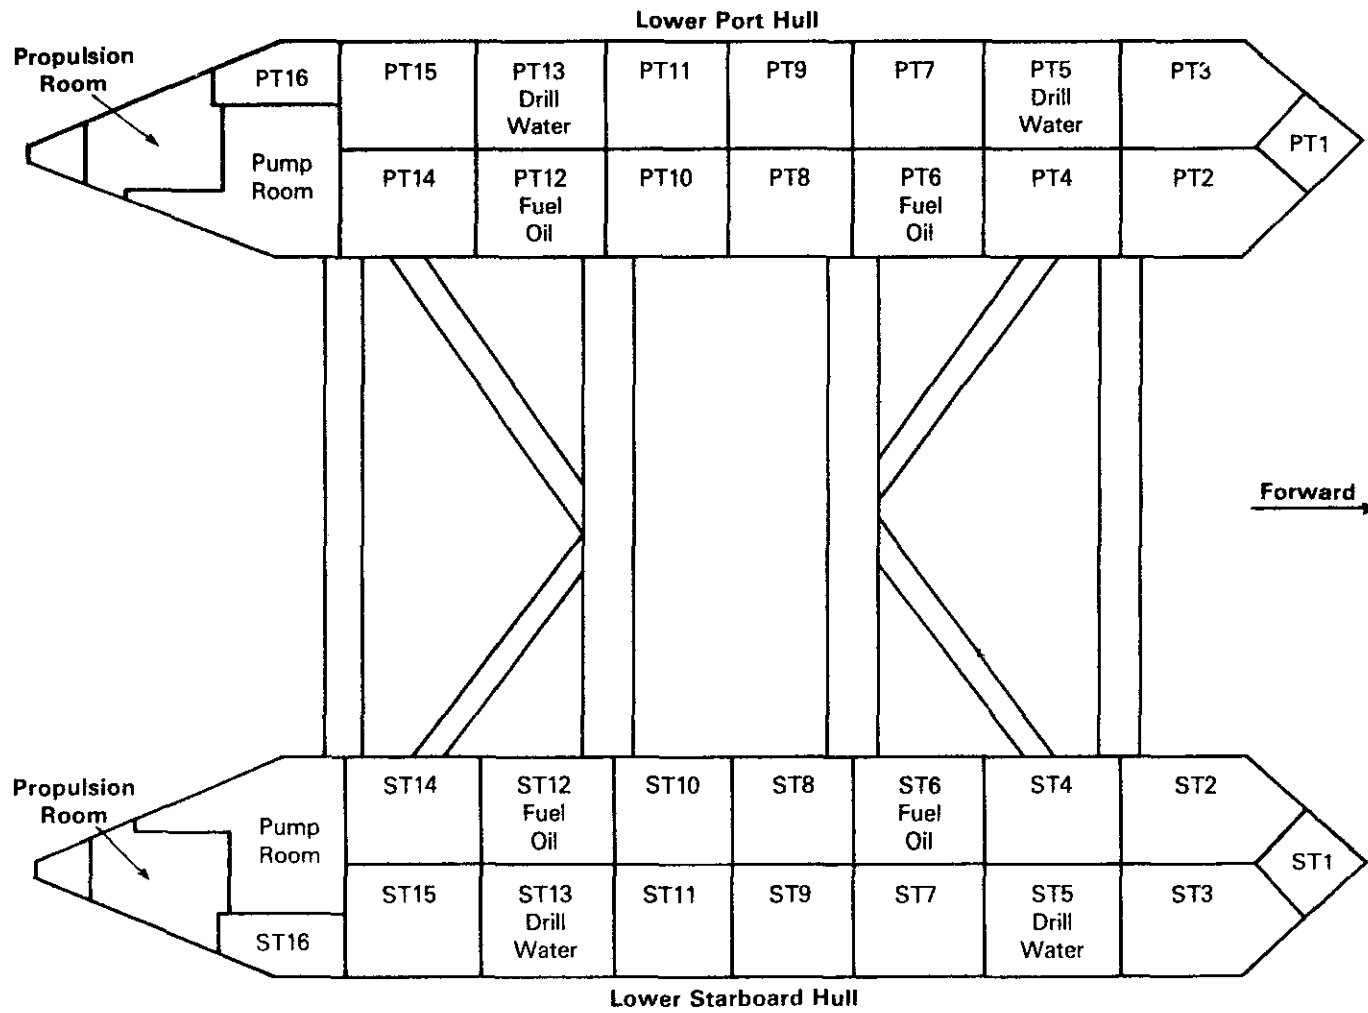 Lower Port Hull
Propulsion
Room
PT16
PT15
PT13
Drill
Water
PT11
PT9
PT7
PT5
Drill
Water
PT3
PT1
Pump
Room
PT14
PT12
Fuel
Oil
PT10
PT8
PT6
Fuel
Oil
PT4
PT2
Forward
Propulsion
Room
Pump
Room
ST14
ST12
Fuel
Oil
ST10
ST8
ST6
Fuel
Oil
ST4
ST2
ST1
ST16
ST15
ST13
Drill
Water
ST11
ST9
ST7
ST5
Drill
Water
ST3
Lower Starboard Hull